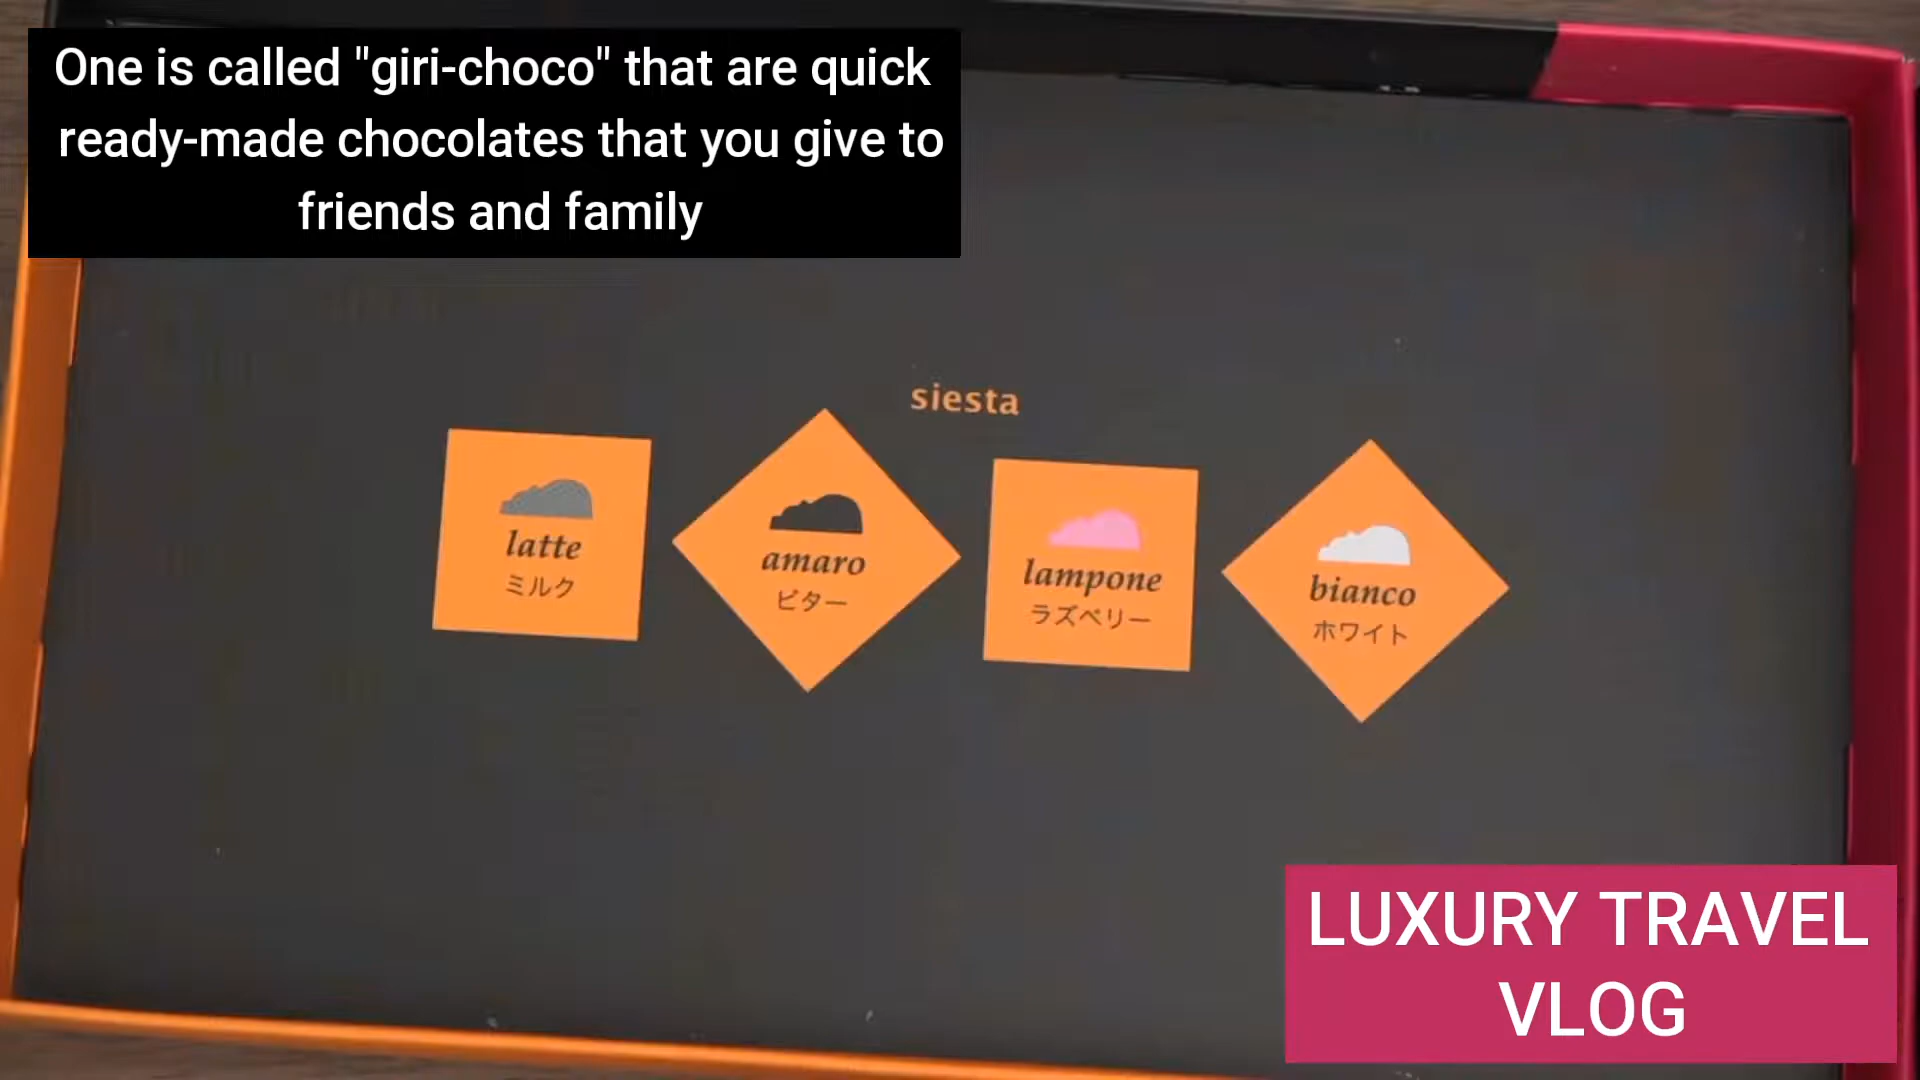 One is called "giri-choco" that are quick
ready-made chocolates that you give to
friends and family
siesta
latte
ミルク
amaro
ビター
lampone
ラズベリー
bianco
ホワイト
LUXURY TRAVEL
VLOG